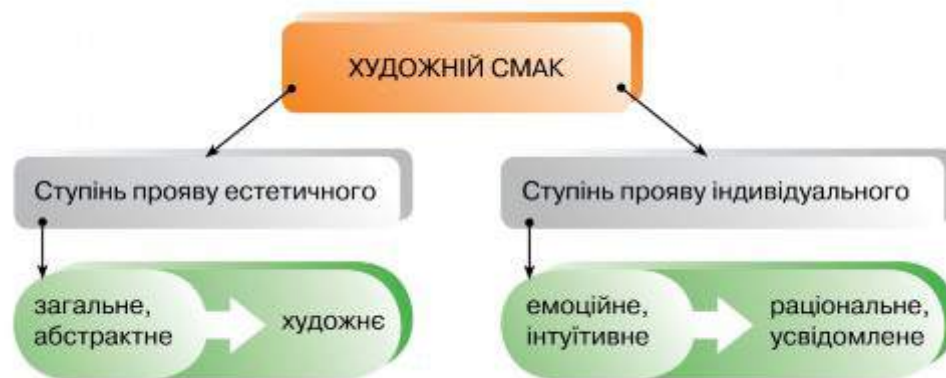 ХУДОЖНІЙ СМАК
Ступінь прояву естетичного
Ступінь прояву індивідуального
загальне,
абстрактне
художнє
емоційне,
інтуїтивне
раціональне,
усвідомлене